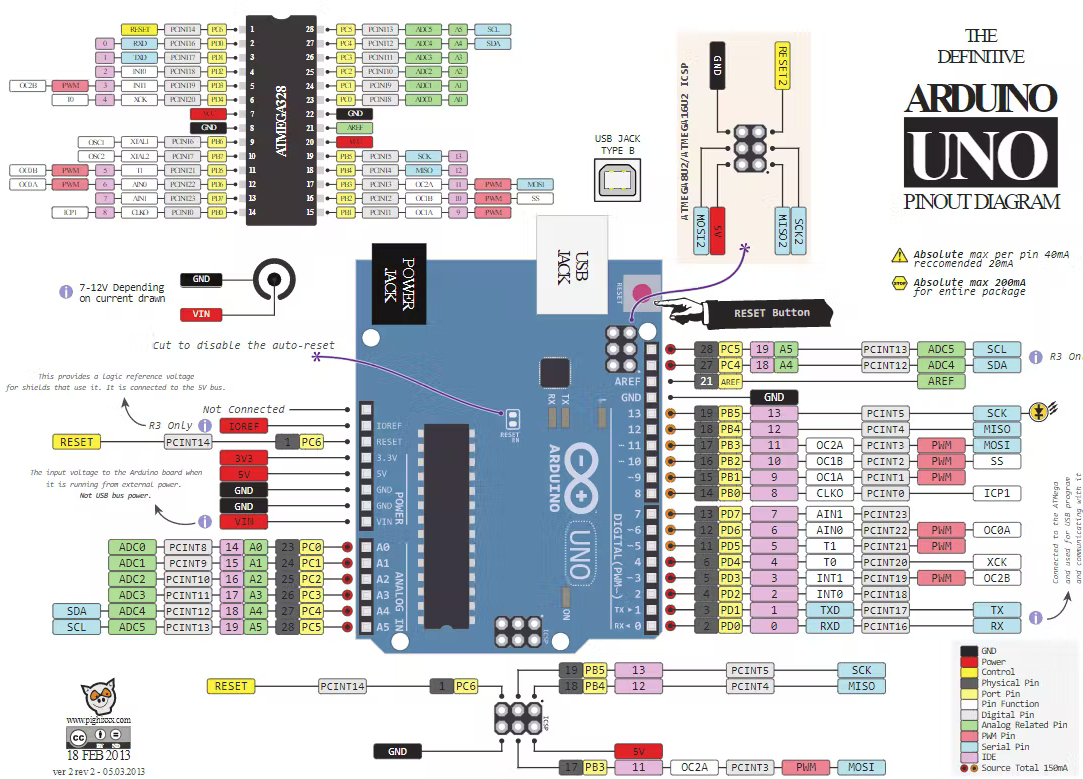 THE
DEFINITIVE
ARDUINO
UNO
PINOUT DIAGRAM
Absolute max per pin 40mA
reccomended 20mA
STOP Absolute max 200mA
for entire package
RESET PCINT14 PC6 1
0 RXD PCINT16 PD0 2
1 TXD PCINT17 PD1 3
2 INT0 PCINT18 PD2 4
OC2B PWM 3 INT1 PCINT19 PD3 5
T0 4 XCK PCINT20 PD4 6
VCC 7
GND 8
OSC1 XTAL1 PCINT6 PB6 9
OSC2 XTAL2 PCINT7 PB7 10
OC0B PWM 5 T1 PCINT21 PD5 11
OC0A PWM 6 AIN0 PCINT22 PD6 12
7 AIN1 PCINT23 PD7 13
ICP1 8 CLKO PCINT0 PB0 14
ATMEGA328
28 PC5 PCINT13 ADC5 A5 SCL
27 PC4 PCINT12 ADC4 A4 SDA
26 PC3 PCINT11 ADC3 A3
25 PC2 PCINT10 ADC2 A2
24 PC1 PCINT9 ADC1 A1
23 PC0 PCINT8 ADC0 A0
22 GND
21 AREF
20 VCC
19 PB5 PCINT5 SCK 13
18 PB4 PCINT4 MISO 12
17 PB3 PCINT3 OC2A 11 PWM MOSI
16 PB2 PCINT2 OC1B 10 PWM SS
15 PB1 PCINT1 OC1A 9 PWM
USB JACK
TYPE B
ATMEGA8U2/ATMEGA16U2 ICSP
GND
RESET2
MOSI2
5V
MISO2
SCK2
GND
VIN
7-12V Depending
on current drawn
POWER
JACK
USB
JACK
RESET
RESET Button
Cut to disable the auto-reset
This provides a logic reference voltage
for shields that use it. It is connected to the 5V bus.
Not Connected
R3 Only
IOREF
RESET PCINT14 1 PC6
3V3
5V
GND
GND
VIN
The input voltage to the Arduino board when
it is running from external power.
Not USB bus power.
ADC0 PCINT8 14 A0 23 PC0
ADC1 PCINT9 15 A1 24 PC1
ADC2 PCINT10 16 A2 25 PC2
ADC3 PCINT11 17 A3 26 PC3
SDA ADC4 PCINT12 18 A4 27 PC4
SCL ADC5 PCINT13 19 A5 28 PC5
IOREF
RESET
3.3V
5V
GND
GND
VIN
POWER
A0
A1
A2
A3
A4
A5
ANALOG IN
RESET
EN
RX
TX
L
ARDUINO
UNO
ON
ICSP
AREF
GND
13
12
~11
~10
~9
8
7
~6
~5
4
~3
2
TX ▸ 1
RX ◂ 0
DIGITAL(PWM~)
28 PC5 19 A5 PCINT13 ADC5 SCL
27 PC4 18 A4 PCINT12 ADC4 SDA
R3 On
21 AREF AREF
GND
19 PB5 13 PCINT5 SCK
18 PB4 12 PCINT4 MISO
17 PB3 11 OC2A PCINT3 PWM MOSI
16 PB2 10 OC1B PCINT2 PWM SS
15 PB1 9 OC1A PCINT1 PWM
14 PB0 8 CLKO PCINT0 ICP1
13 PD7 7 AIN1 PCINT23
12 PD6 6 AIN0 PCINT22 PWM OC0A
11 PD5 5 T1 PCINT21 PWM
6 PD4 4 T0 PCINT20 XCK
5 PD3 3 INT1 PCINT19 PWM OC2B
4 PD2 2 INT0 PCINT18
3 PD1 1 TXD PCINT17 TX
2 PD0 0 RXD PCINT16 RX
Connected to the ATMega
and used for USB program
and communicating with it
19 PB5 13 PCINT5 SCK
18 PB4 12 PCINT4 MISO
RESET PCINT14 1 PC6
ICSP
GND
5V
17 PB3 11 OC2A PCINT3 PWM MOSI
GND
Power
Control
Physical Pin
Port Pin
Pin Function
Digital Pin
Analog Related Pin
PWM Pin
Serial Pin
IDE
Source Total 150mA
www.pighixxx.com
cc
BY ND
18 FEB 2013
ver 2 rev 2 - 05.03.2013